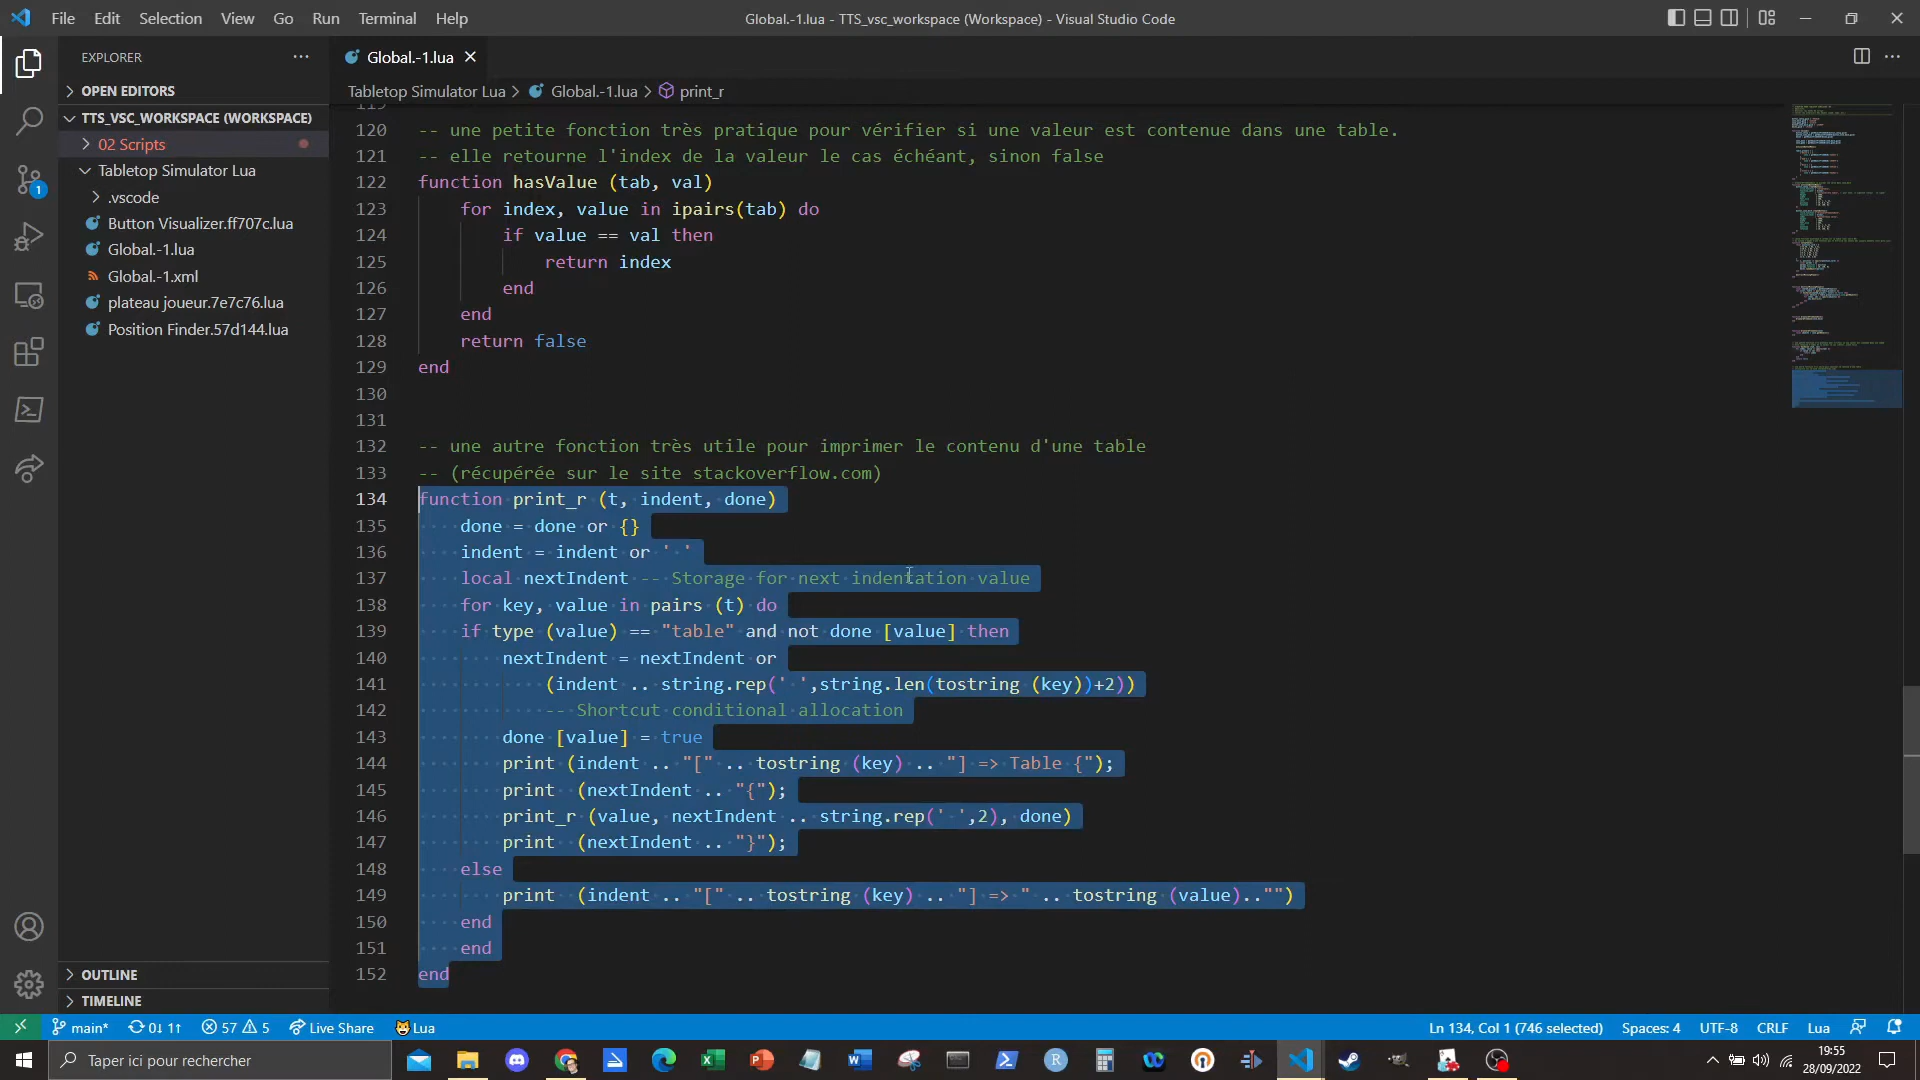 File Edit Selection View Go Run Terminal Help
Global.-1.lua - TTS_vsc_workspace (Workspace) - Visual Studio Code
EXPLORER
OPEN EDITORS
TTS_VSC_WORKSPACE (WORKSPACE)
02 Scripts
Tabletop Simulator Lua
.vscode
Button Visualizer.ff707c.lua
Global.-1.lua
Global.-1.xml
plateau joueur.7e7c76.lua
Position Finder.57d144.lua
OUTLINE
TIMELINE
Global.-1.lua
Tabletop Simulator Lua > Global.-1.lua > print_r
119
120 -- une petite fonction très pratique pour vérifier si une valeur est contenue dans une table.
121 -- elle retourne l'index de la valeur le cas échéant, sinon false
122 function hasValue (tab, val)
123 for index, value in ipairs(tab) do
124 if value == val then
125 return index
126 end
127 end
128 return false
129 end
130
131
132 -- une autre fonction très utile pour imprimer le contenu d'une table
133 -- (récupérée sur le site stackoverflow.com)
134 function print_r (t, indent, done)
135 done = done or {}
136 indent = indent or ' '
137 local nextIndent -- Storage for next indentation value
138 for key, value in pairs (t) do
139 if type (value) == "table" and not done [value] then
140 nextIndent = nextIndent or
141 (indent .. string.rep(' ',string.len(tostring (key))+2))
142 -- Shortcut conditional allocation
143 done [value] = true
144 print (indent .. "[" .. tostring (key) .. "] => Table {");
145 print (nextIndent .. "{");
146 print_r (value, nextIndent .. string.rep(' ',2), done)
147 print (nextIndent .. "}");
148 else
149 print (indent .. "[" .. tostring (key) .. "] => " .. tostring (value).."")
150 end
151 end
152 end
1
main* 0↓ 1↑ 57 5 Live Share Lua
Ln 134, Col 1 (746 selected) Spaces: 4 UTF-8 CRLF Lua
Taper ici pour rechercher
19:55
28/09/2022